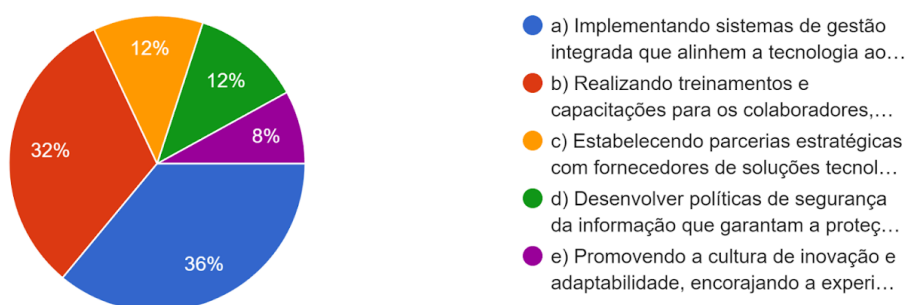 12%
12%
8%
32%
36%
a) Implementando sistemas de gestão
integrada que alinhem a tecnologia ao…
b) Realizando treinamentos e
capacitações para os colaboradores,…
c) Estabelecendo parcerias estratégicas
com fornecedores de soluções tecnol…
d) Desenvolver políticas de segurança
da informação que garantam a proteç…
e) Promovendo a cultura de inovação e
adaptabilidade, encorajando a experi…